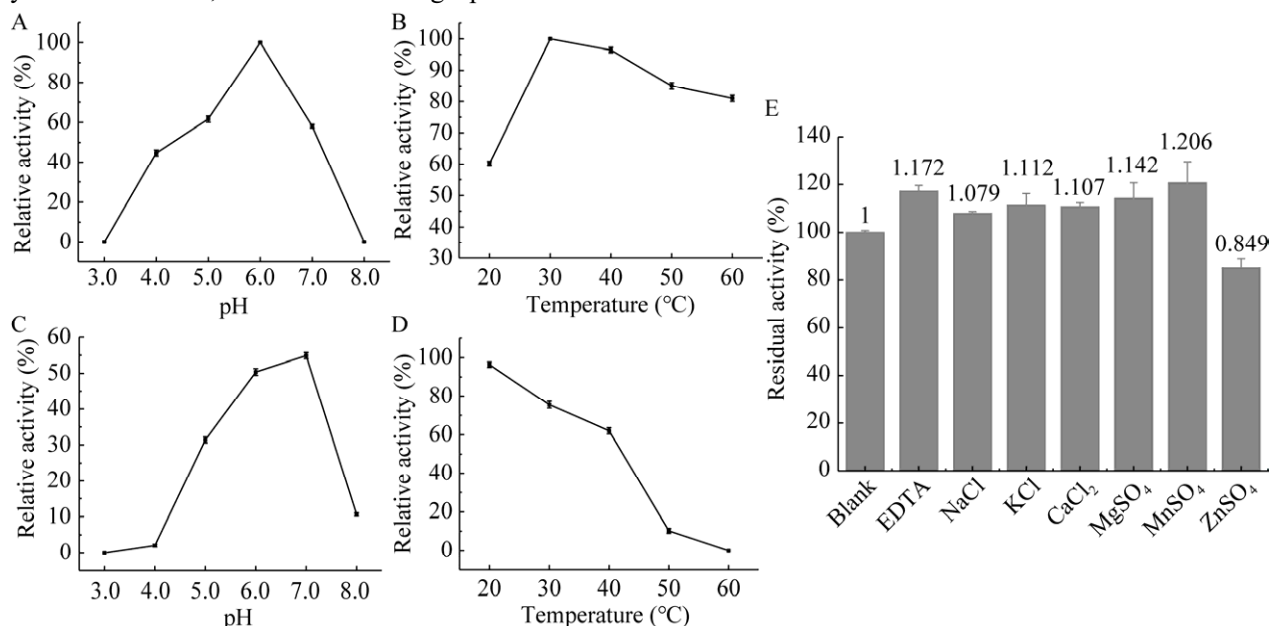 A
Relative activity (%)
100
80
60
40
20
0
3.0 4.0 5.0 6.0 7.0 8.0
pH
B
Relative activity (%)
100
90
80
70
60
50
40
30
20 30 40 50 60
Temperature (°C)
C
Relative activity (%)
60
50
40
30
20
10
0
3.0 4.0 5.0 6.0 7.0 8.0
pH
D
Relative activity (%)
100
80
60
40
20
0
20 30 40 50 60
Temperature (°C)
E
Residual activity (%)
140
120
100
80
60
40
20
0
1 1.172 1.079 1.112 1.107 1.142 1.206 0.849
Blank EDTA NaCl KCl CaCl₂ MgSO₄ MnSO₄ ZnSO₄